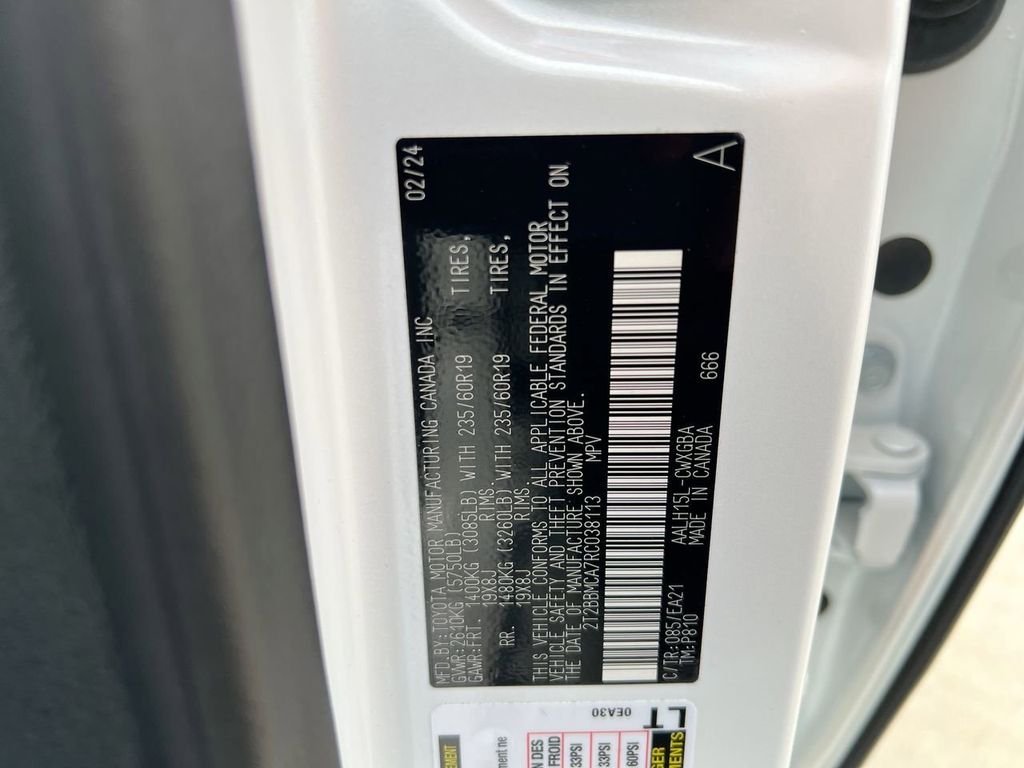 02/24
MFD.BY:TOYOTA MOTOR MANUFACTURING CANADA INC
GVWR:2610KG (5750LB)
GAWR:FRT. 1400KG (3085LB) WITH 235/60R19 TIRES,
19X8J RIMS.
RR. 1480KG (3260LB) WITH 235/60R19 TIRES,
19X8J RIMS.
THIS VEHICLE CONFORMS TO ALL APPLICABLE FEDERAL MOTOR
VEHICLE SAFETY AND THEFT PREVENTION STANDARDS IN EFFECT ON
THE DATE OF MANUFACTURE SHOWN ABOVE.
2T2BBMCA7RC038113 MPV
C/TR:085/EA21 AALH15L-CWXGBA 666
TM:P810 MADE IN CANADA
A
0EA30
LT
33PSI
33PSI
60PSI